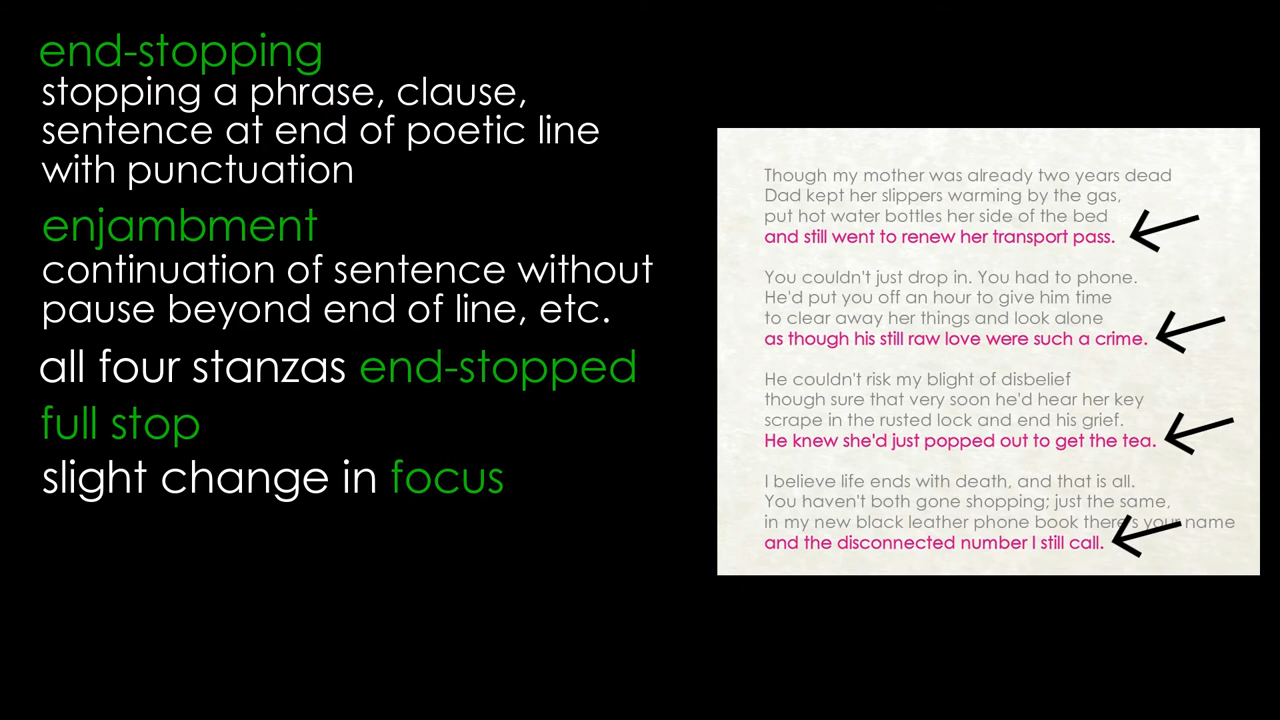 end-stopping
stopping a phrase, clause,
sentence at end of poetic line
with punctuation
enjambment
continuation of sentence without
pause beyond end of line, etc.
all four stanzas end-stopped
full stop
slight change in focus
Though my mother was already two years dead
Dad kept her slippers warming by the gas,
put hot water bottles her side of the bed
and still went to renew her transport pass.
You couldn't just drop in. You had to phone.
He'd put you off an hour to give him time
to clear away her things and look alone
as though his still raw love were such a crime.
He couldn't risk my blight of disbelief
though sure that very soon he'd hear her key
scrape in the rusted lock and end his grief.
He knew she'd just popped out to get the tea.
I believe life ends with death, and that is all.
You haven't both gone shopping; just the same,
in my new black leather phone book there's your name
and the disconnected number I still call.